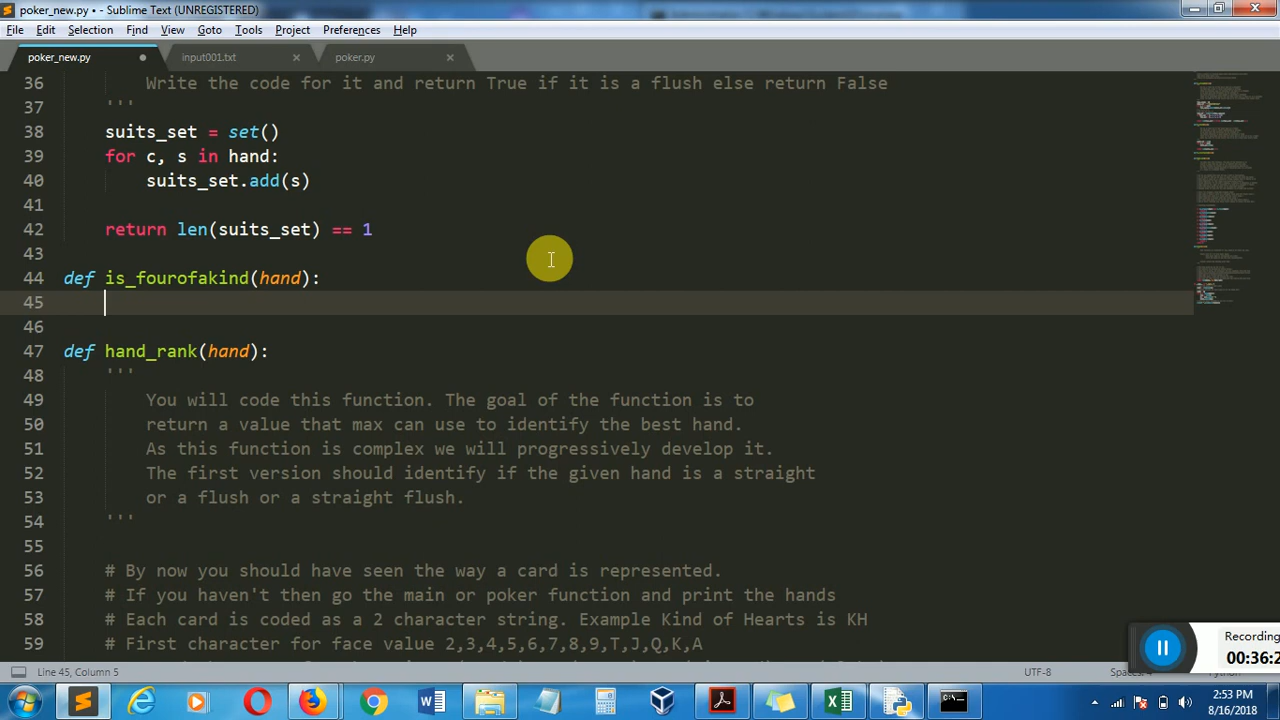 poker_new.py • - Sublime Text (UNREGISTERED)
File Edit Selection Find View Goto Tools Project Preferences Help
poker_new.py input001.txt poker.py
36 Write the code for it and return True if it is a flush else return False
37 '''
38 suits_set = set()
39 for c, s in hand:
40 suits_set.add(s)
41
42 return len(suits_set) == 1
43
44 def is_fourofakind(hand):
45
46
47 def hand_rank(hand):
48 '''
49 You will code this function. The goal of the function is to
50 return a value that max can use to identify the best hand.
51 As this function is complex we will progressively develop it.
52 The first version should identify if the given hand is a straight
53 or a flush or a straight flush.
54 '''
55
56 # By now you should have seen the way a card is represented.
57 # If you haven't then go the main or poker function and print the hands
58 # Each card is coded as a 2 character string. Example Kind of Hearts is KH
59 # First character for face value 2,3,4,5,6,7,8,9,T,J,Q,K,A
Recording
00:36:2
Line 45, Column 5 UTF-8
2:53 PM
8/16/2018